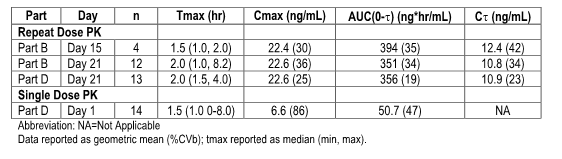 Part Day n Tmax (hr) Cmax (ng/mL) AUC(0-τ) (ng*hr/mL) Cτ (ng/mL)
Repeat Dose PK
Part B Day 15 4 1.5 (1.0, 2.0) 22.4 (30) 394 (35) 12.4 (42)
Part B Day 21 12 2.0 (1.0, 8.2) 22.6 (36) 351 (34) 10.8 (34)
Part D Day 21 13 2.0 (1.5, 4.0) 22.6 (25) 356 (19) 10.9 (23)
Single Dose PK
Part D Day 1 14 1.5 (1.0 0-8.0) 6.6 (86) 50.7 (47) NA
Abbreviation: NA=Not Applicable
Data reported as geometric mean (%CVb); tmax reported as median (min, max).